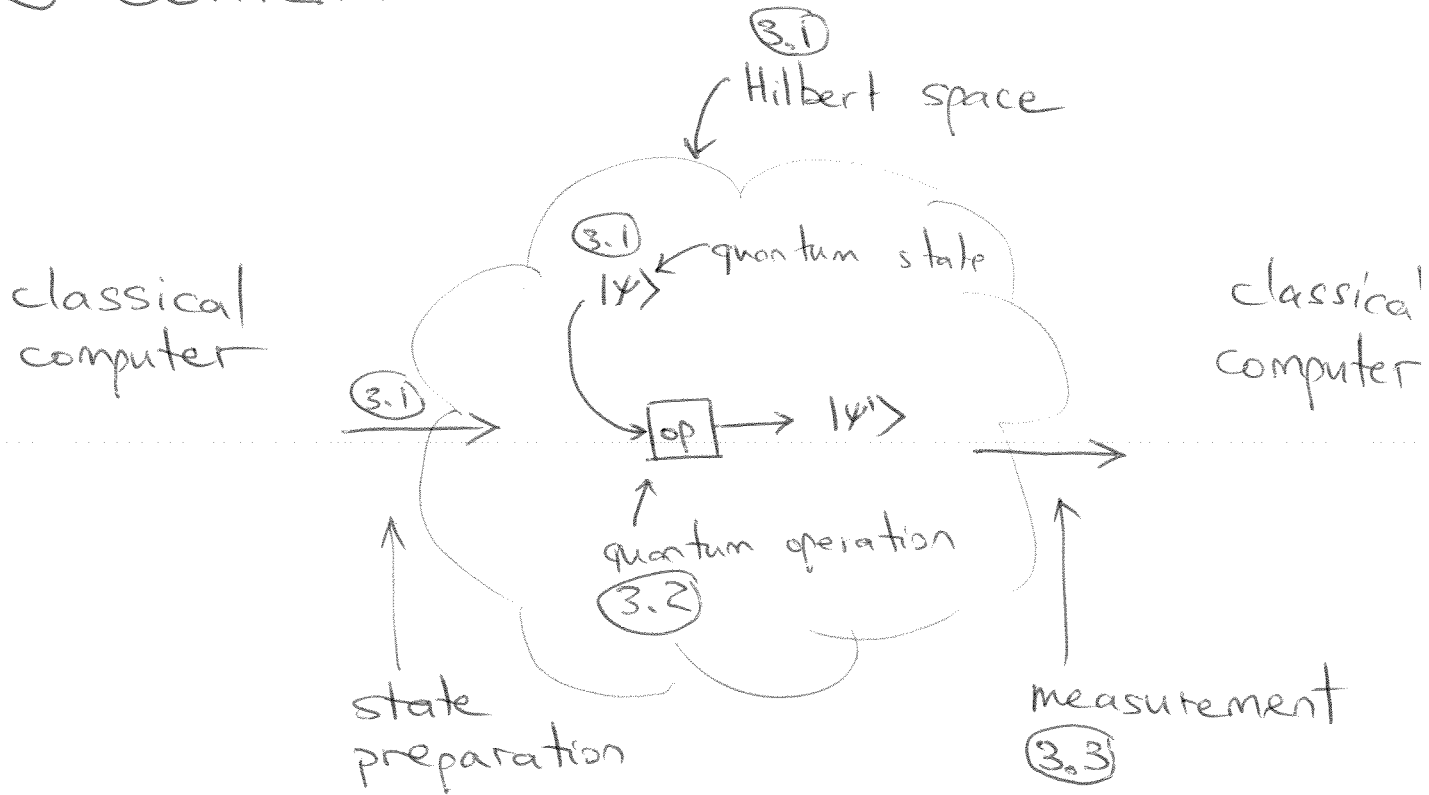 3.1
Hilbert space
3.1
quantum state
|ψ⟩
classical
computer
classical
computer
3.1
op
|ψ'⟩
quantum operation
3.2
state
preparation
measurement
3.3